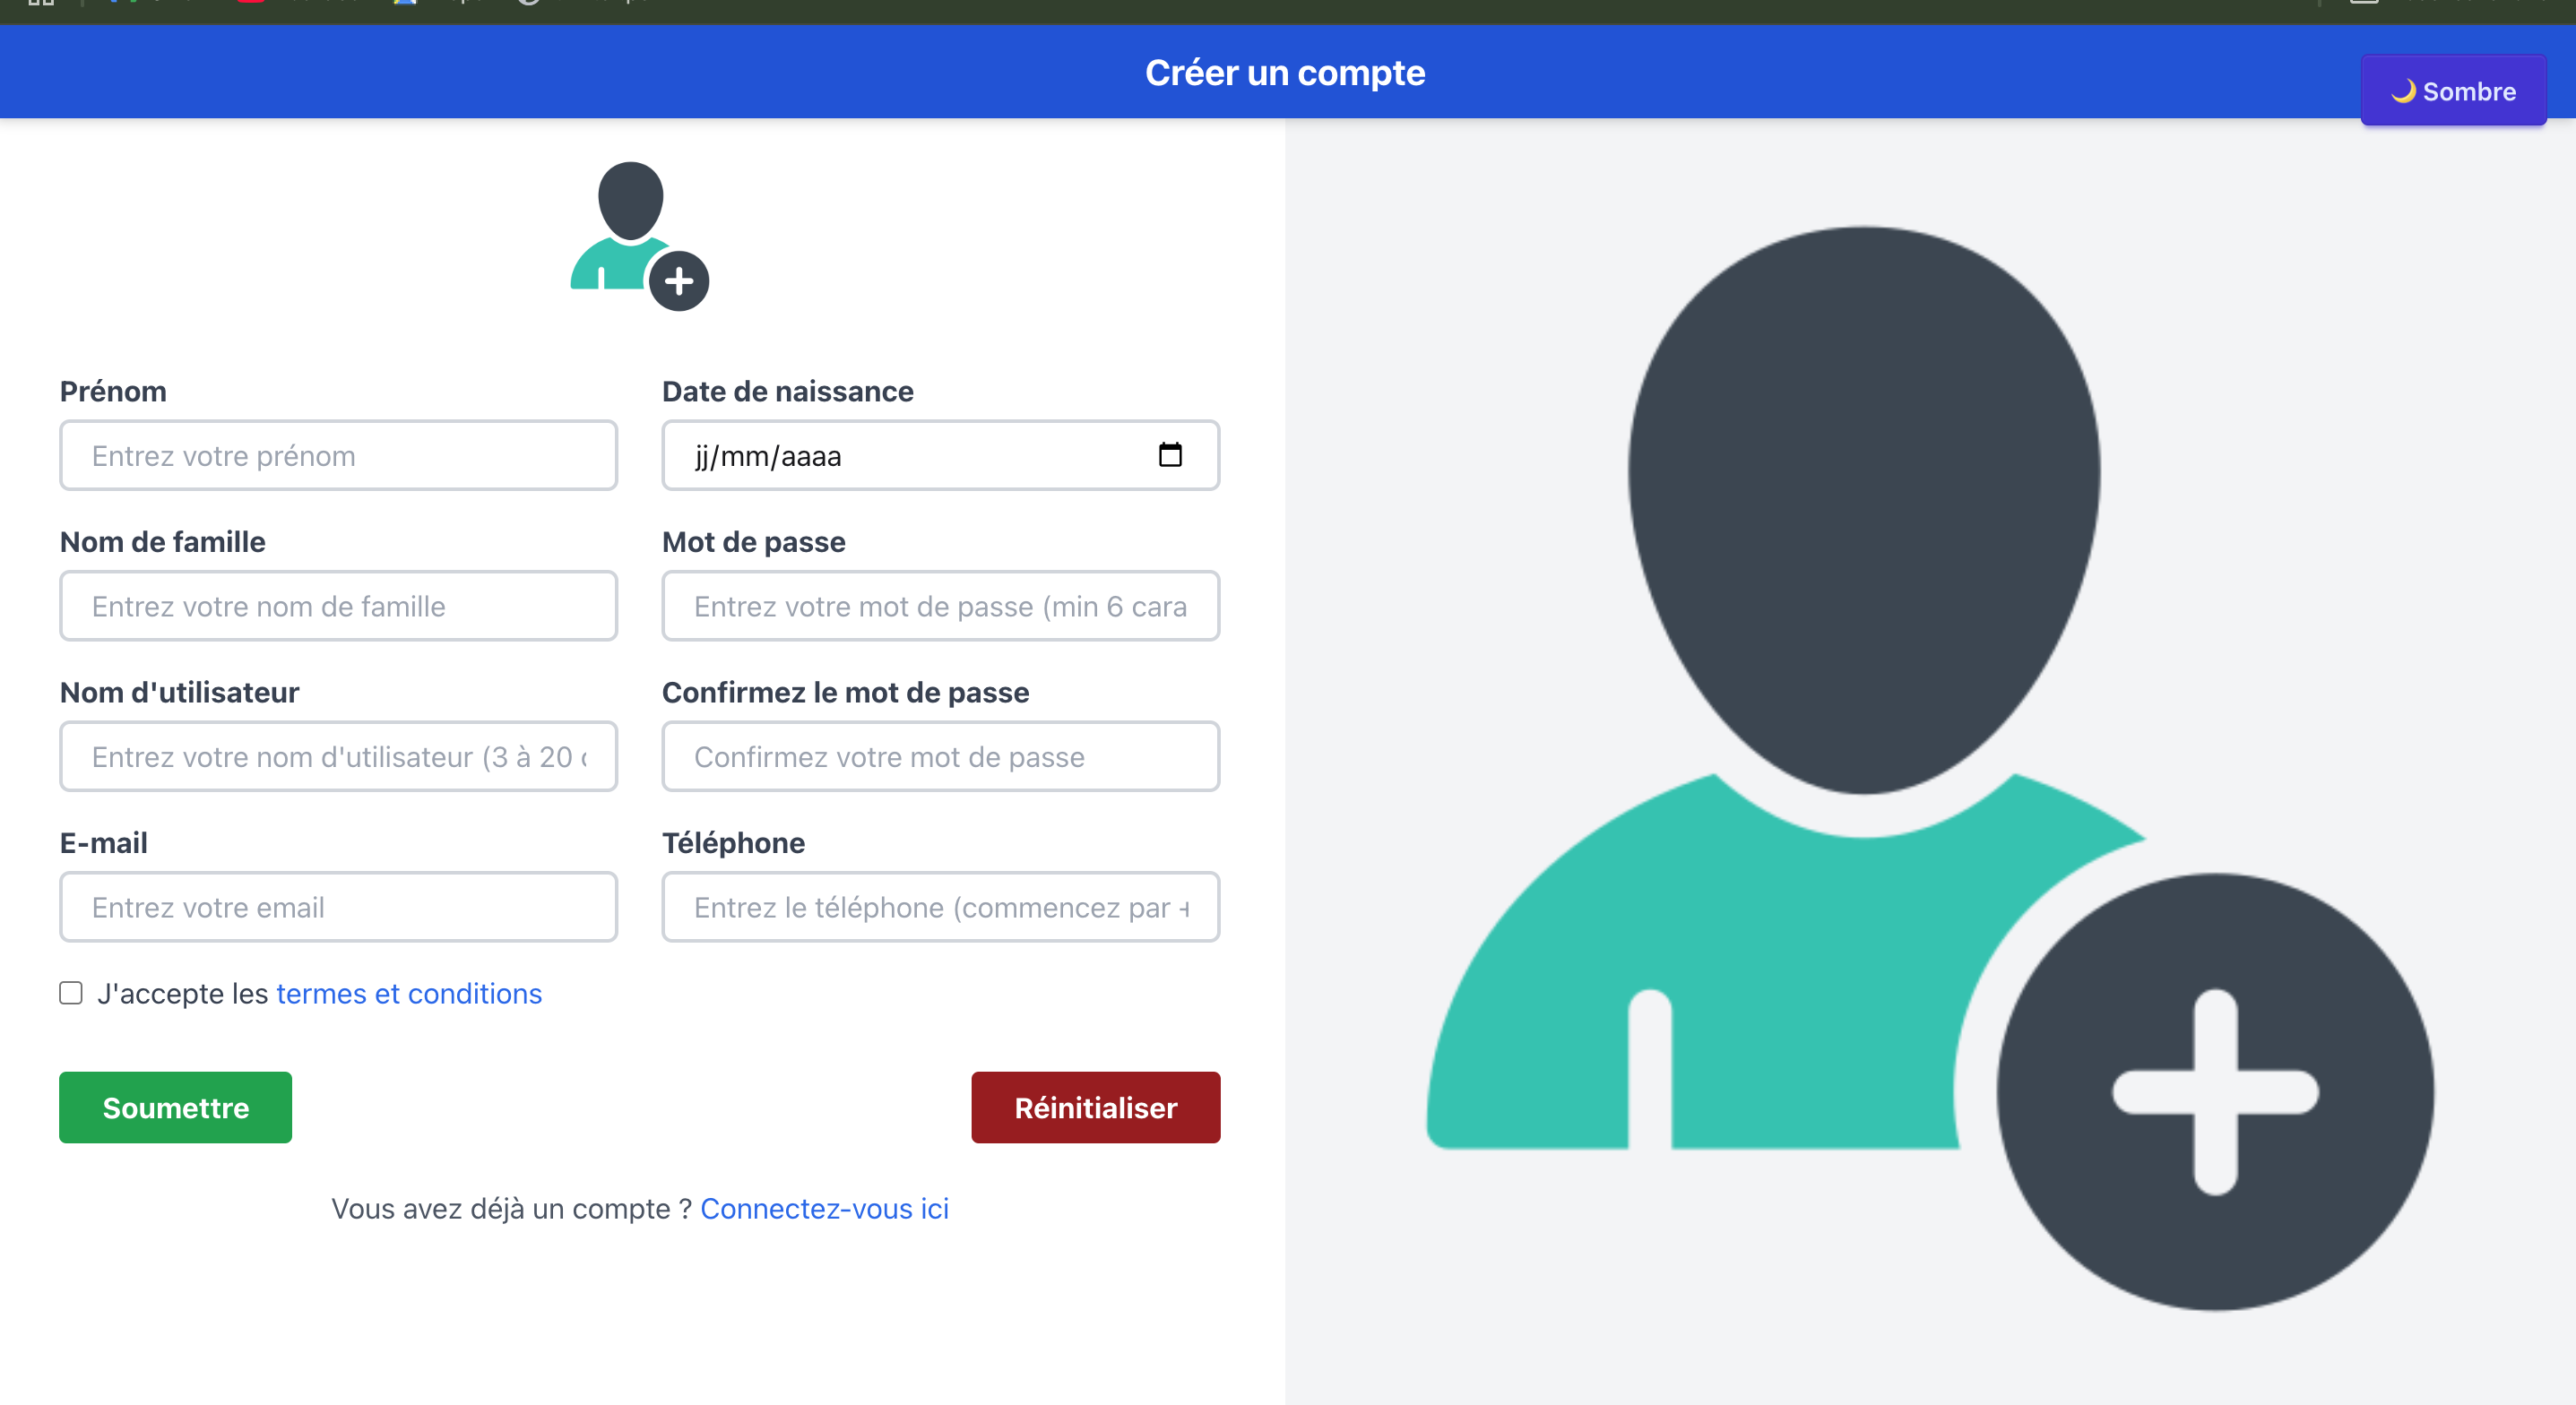 Créer un compte
🌙 Sombre
Prénom
Entrez votre prénom
Date de naissance
jj/mm/aaaa
Nom de famille
Entrez votre nom de famille
Mot de passe
Entrez votre mot de passe (min 6 cara
Nom d'utilisateur
Entrez votre nom d'utilisateur (3 à 20
Confirmez le mot de passe
Confirmez votre mot de passe
E-mail
Entrez votre email
Téléphone
Entrez le téléphone (commencez par +
J'accepte les termes et conditions
Soumettre
Réinitialiser
Vous avez déjà un compte ? Connectez-vous ici